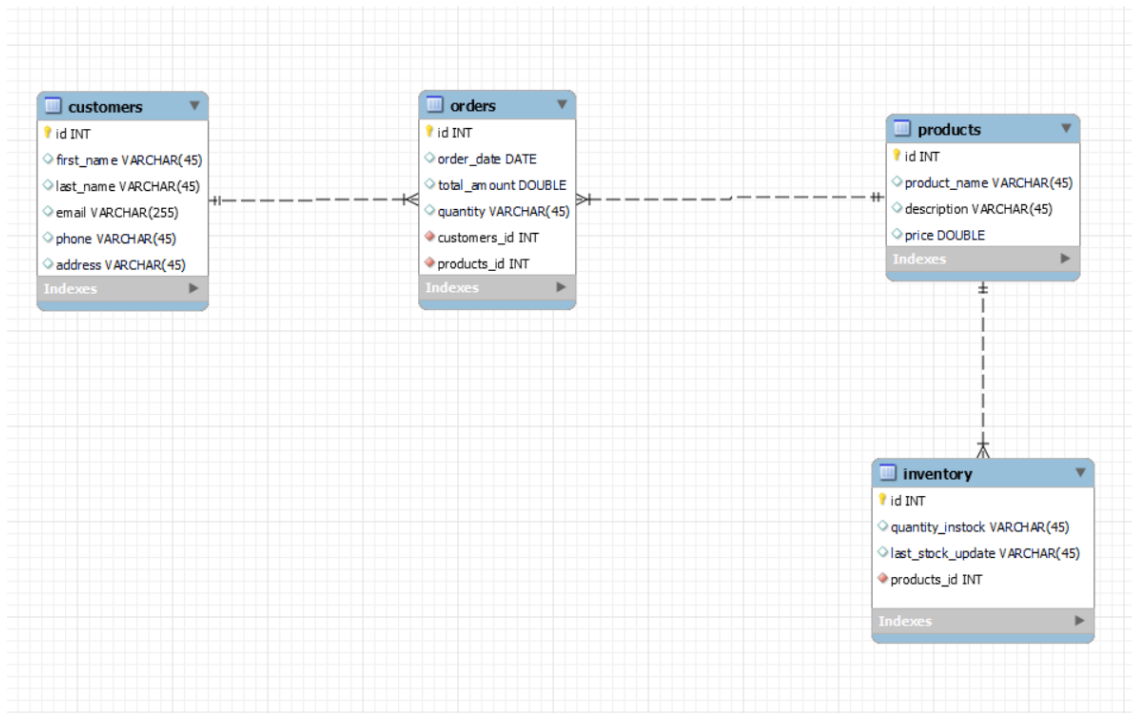 customers
id INT
first_name VARCHAR(45)
last_name VARCHAR(45)
email VARCHAR(255)
phone VARCHAR(45)
address VARCHAR(45)
Indexes
orders
id INT
order_date DATE
total_amount DOUBLE
quantity VARCHAR(45)
customers_id INT
products_id INT
Indexes
products
id INT
product_name VARCHAR(45)
description VARCHAR(45)
price DOUBLE
Indexes
inventory
id INT
quantity_instock VARCHAR(45)
last_stock_update VARCHAR(45)
products_id INT
Indexes